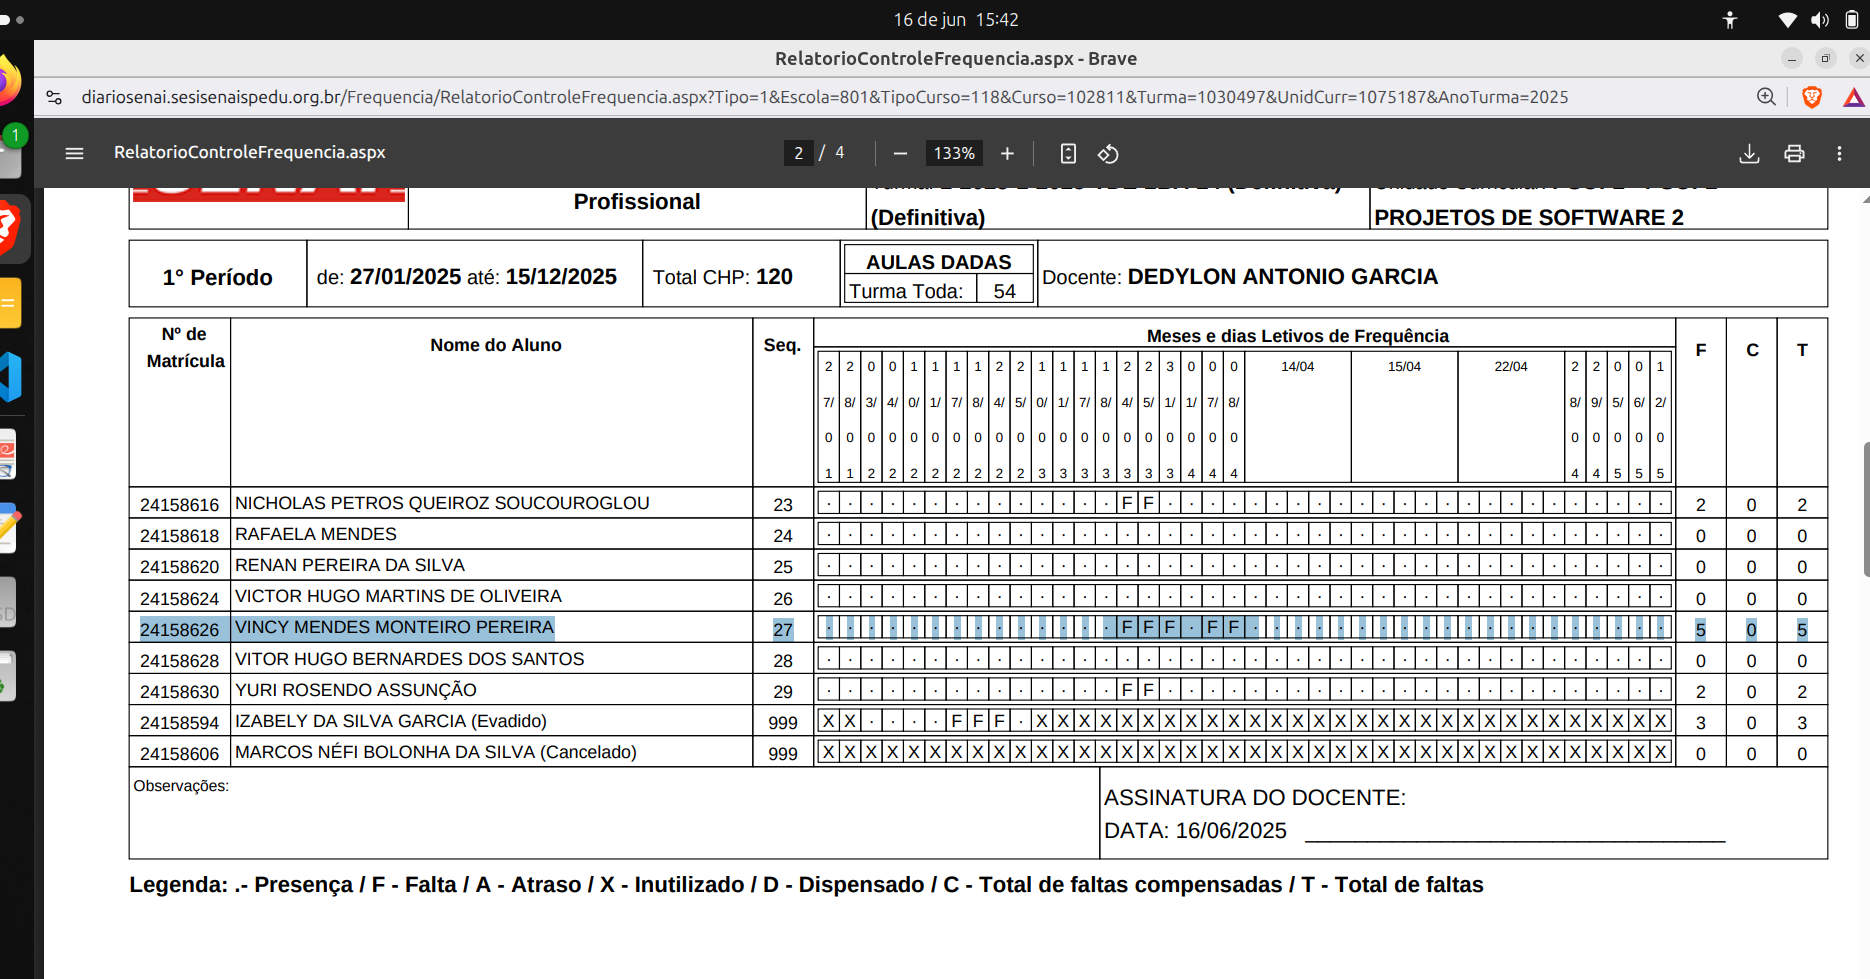 16 de jun 15:42
RelatorioControleFrequencia.aspx - Brave
diariosenai.sesisenaispedu.org.br/Frequencia/RelatorioControleFrequencia.aspx?Tipo=1&Escola=801&TipoCurso=118&Curso=102811&Turma=1030497&UnidCurr=1075187&AnoTurma=2025
1
RelatorioControleFrequencia.aspx
2 / 4
133%
Profissional
(Definitiva)
PROJETOS DE SOFTWARE 2
1° Período
de: 27/01/2025 até: 15/12/2025
Total CHP: 120
AULAS DADAS
Turma Toda: 54
Docente: DEDYLON ANTONIO GARCIA
Nº de Matrícula
Nome do Aluno
Seq.
Meses e dias Letivos de Frequência
F C T
27/01 28/01 03/02 04/02 10/02 11/02 17/02 18/02 24/02 25/02 10/03 11/03 17/03 18/03 24/03 25/03 31/03 01/04 07/04 08/04 14/04 15/04 22/04 28/04 29/04 05/05 06/05 12/05
24158616 NICHOLAS PETROS QUEIROZ SOUCOUROGLOU 23 . . . . . . . . . . . . . . F F . . . . . . . . . . . . . . . . . . . . . . . . 2 0 2
24158618 RAFAELA MENDES 24 . . . . . . . . . . . . . . . . . . . . . . . . . . . . . . . . . . . . . . . . 0 0 0
24158620 RENAN PEREIRA DA SILVA 25 . . . . . . . . . . . . . . . . . . . . . . . . . . . . . . . . . . . . . . . . 0 0 0
24158624 VICTOR HUGO MARTINS DE OLIVEIRA 26 . . . . . . . . . . . . . . . . . . . . . . . . . . . . . . . . . . . . . . . . 0 0 0
24158626 VINCY MENDES MONTEIRO PEREIRA 27 . . . . . . . . . . . . . . F F F . F F . . . . . . . . . . . . . . . . . . . . 5 0 5
24158628 VITOR HUGO BERNARDES DOS SANTOS 28 . . . . . . . . . . . . . . . . . . . . . . . . . . . . . . . . . . . . . . . . 0 0 0
24158630 YURI ROSENDO ASSUNÇÃO 29 . . . . . . . . . . . . . . F F . . . . . . . . . . . . . . . . . . . . . . . . 2 0 2
24158594 IZABELY DA SILVA GARCIA (Evadido) 999 X X . . . . F F F . X X X X X X X X X X X X X X X X X X X X X X X X X X X X X X 3 0 3
24158606 MARCOS NÉFI BOLONHA DA SILVA (Cancelado) 999 X X X X X X X X X X X X X X X X X X X X X X X X X X X X X X X X X X X X X X X X 0 0 0
Observações:
ASSINATURA DO DOCENTE:
DATA: 16/06/2025
Legenda: .- Presença / F - Falta / A - Atraso / X - Inutilizado / D - Dispensado / C - Total de faltas compensadas / T - Total de faltas